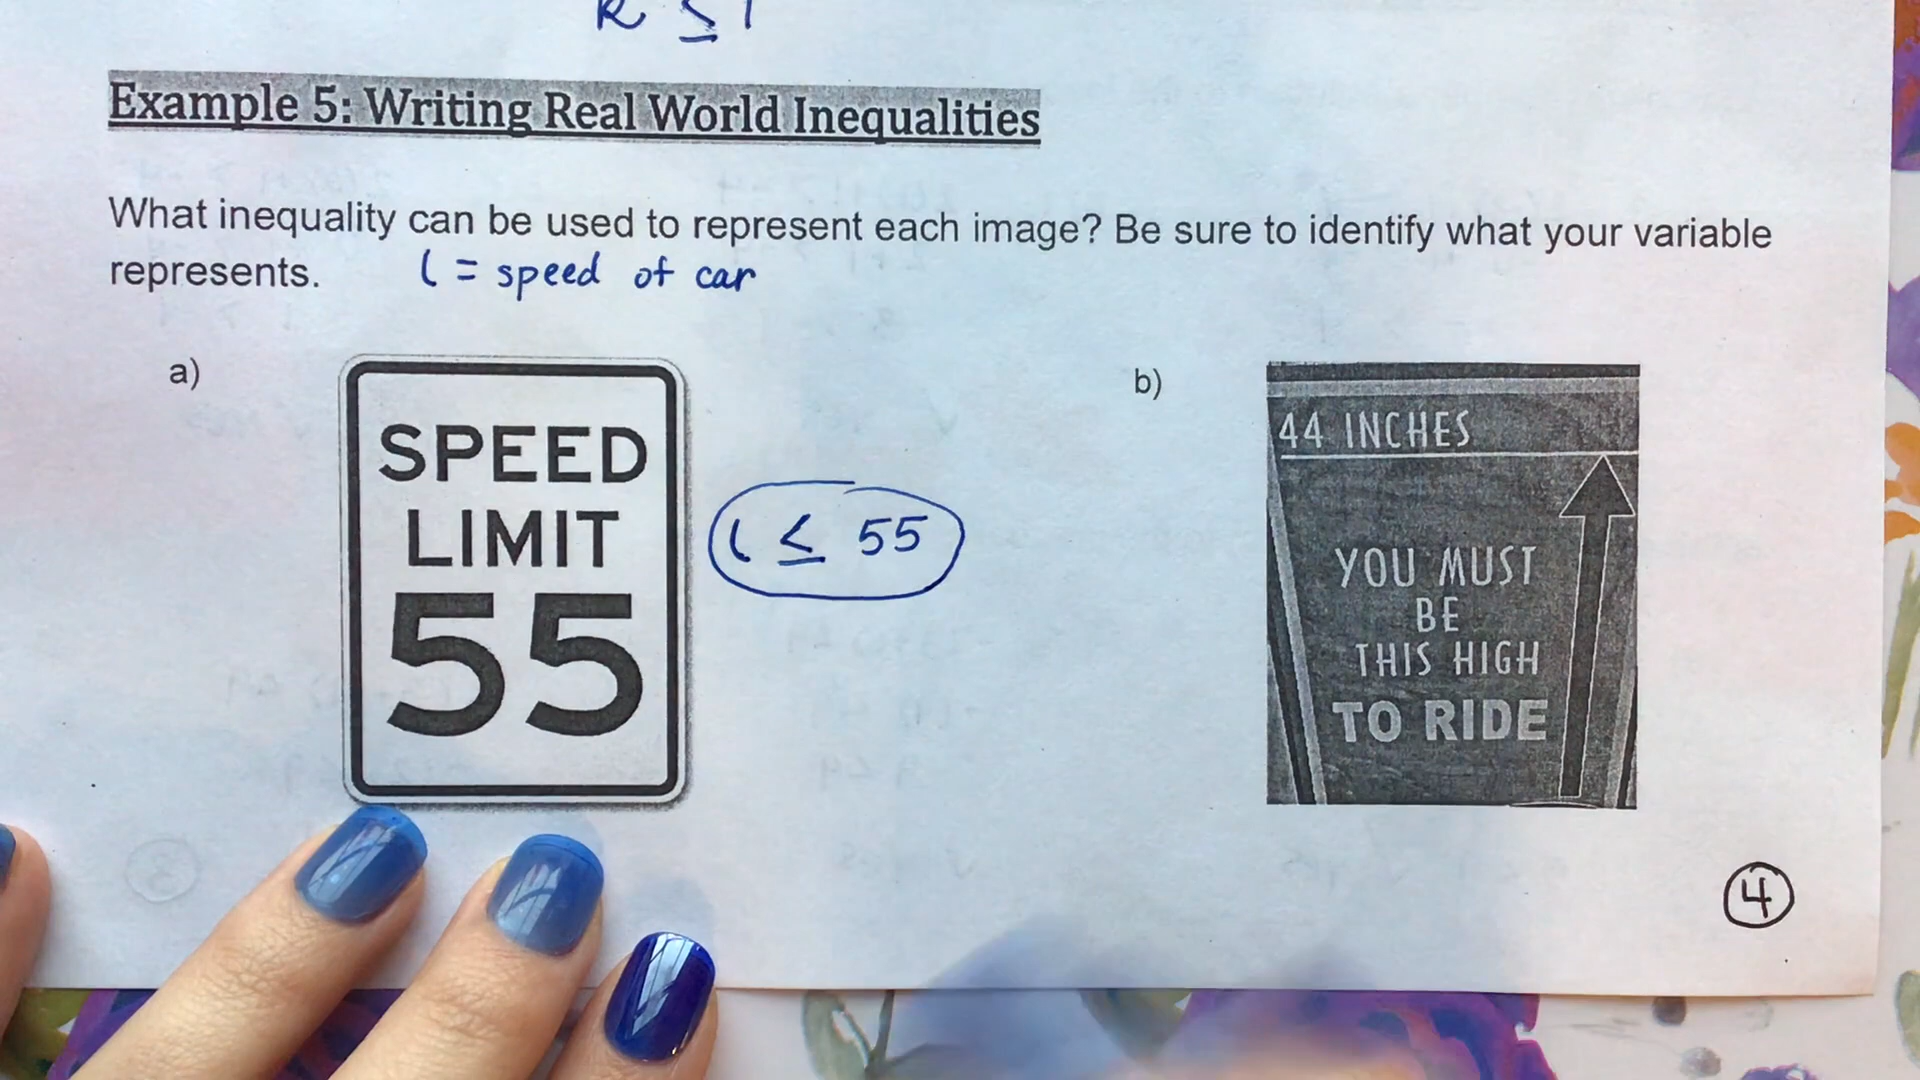 k ≤ 1
Example 5: Writing Real World Inequalities
What inequality can be used to represent each image? Be sure to identify what your variable
represents. l = speed of car
a)
SPEED
LIMIT
55
l ≤ 55
b)
44 INCHES
YOU MUST
BE
THIS HIGH
TO RIDE
4